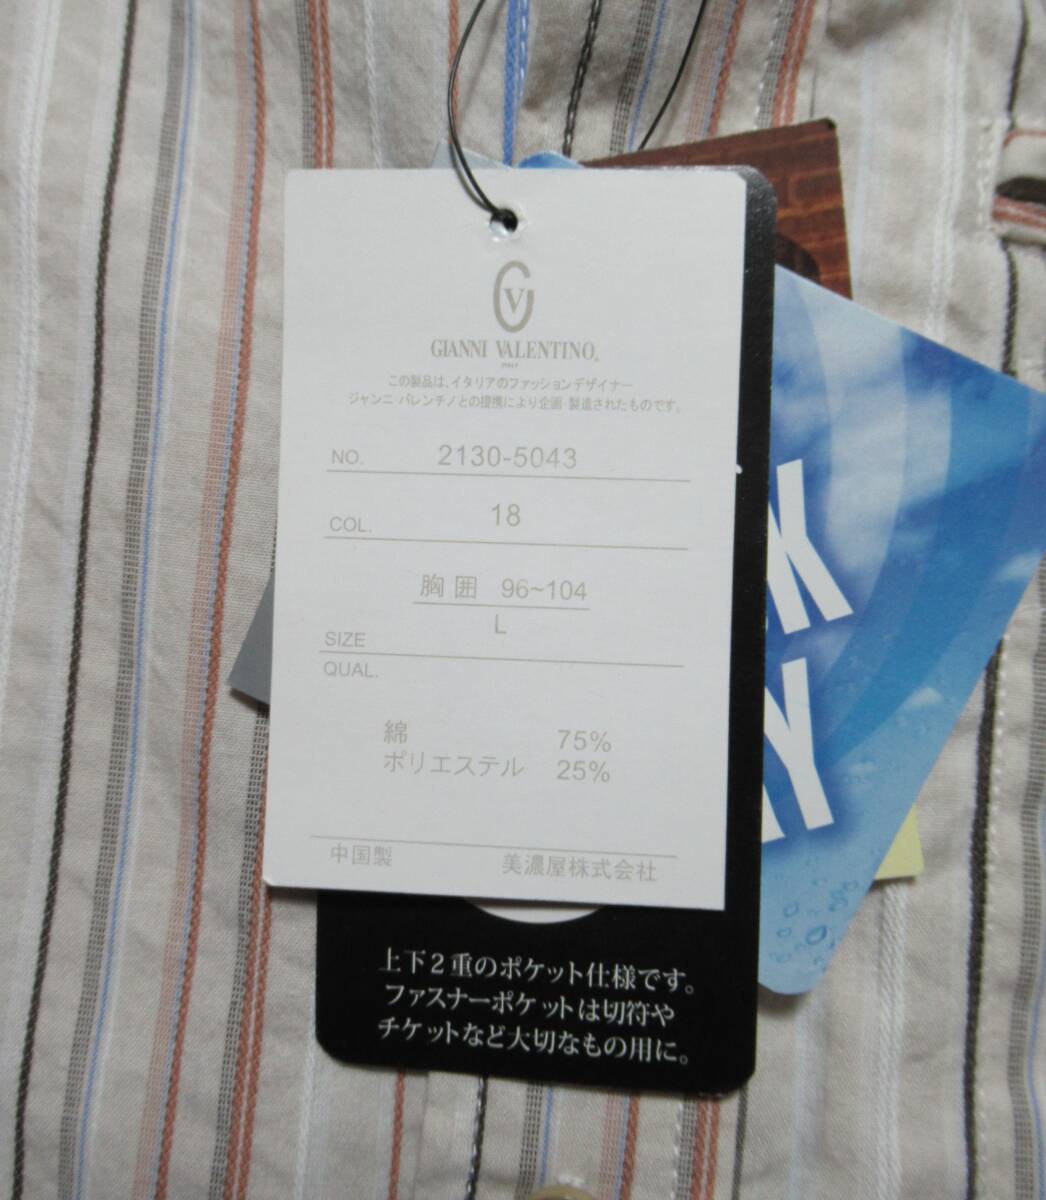 GV
GIANNI VALENTINO®
ITALY
この製品は、イタリアのファッションデザイナー
ジャンニ バレンチノとの提携により企画・製造されたものです。
NO. 2130-5043
COL. 18
胸囲 96~104
SIZE L
QUAL.
綿 75%
ポリエステル 25%
中国製 美濃屋株式会社
上下2重のポケット仕様です。
ファスナーポケットは切符や
チケットなど大切なもの用に。